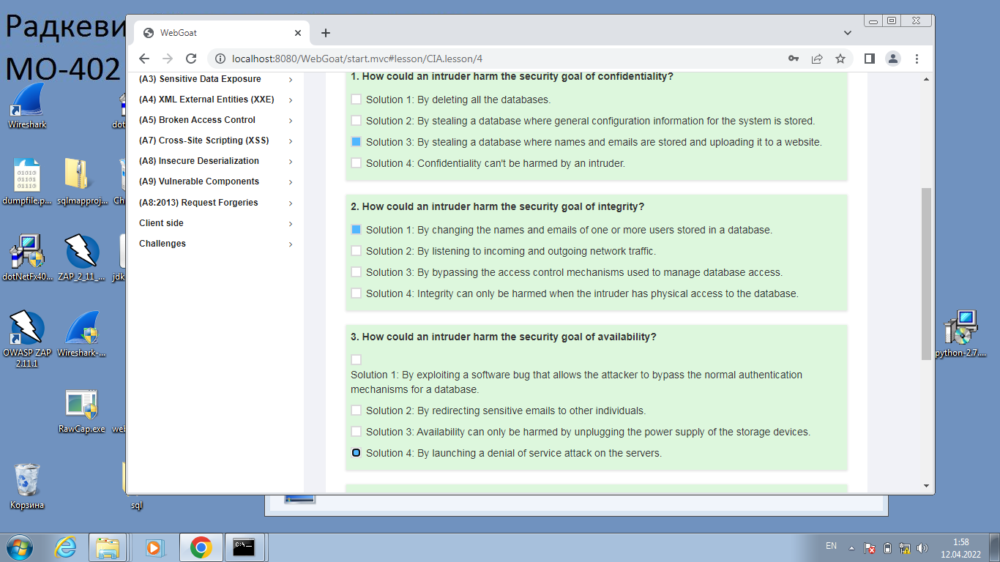 Радкеви
МО-402
WebGoat
localhost:8080/WebGoat/start.mvc#lesson/CIA.lesson/4
(A3) Sensitive Data Exposure
(A4) XML External Entities (XXE)
(A5) Broken Access Control
(A7) Cross-Site Scripting (XSS)
(A8) Insecure Deserialization
(A9) Vulnerable Components
(A8:2013) Request Forgeries
Client side
Challenges
1. How could an intruder harm the security goal of confidentiality?
Solution 1: By deleting all the databases.
Solution 2: By stealing a database where general configuration information for the system is stored.
Solution 3: By stealing a database where names and emails are stored and uploading it to a website.
Solution 4: Confidentiality can't be harmed by an intruder.
2. How could an intruder harm the security goal of integrity?
Solution 1: By changing the names and emails of one or more users stored in a database.
Solution 2: By listening to incoming and outgoing network traffic.
Solution 3: By bypassing the access control mechanisms used to manage database access.
Solution 4: Integrity can only be harmed when the intruder has physical access to the database.
3. How could an intruder harm the security goal of availability?
Solution 1: By exploiting a software bug that allows the attacker to bypass the normal authentication
mechanisms for a database.
Solution 2: By redirecting sensitive emails to other individuals.
Solution 3: Availability can only be harmed by unplugging the power supply of the storage devices.
Solution 4: By launching a denial of service attack on the servers.
Wireshark
dot
01010
01101
01101
dumpfile.p...
sqlmapproj...
Ch
dotNetFx40...
ZAP_2_11_...
jdk
OWASP ZAP
2.11.1
Wireshark-...
RawCap.exe
web
Корзина
sql
python-2.7....
C:\_
EN
1:58
12.04.2022